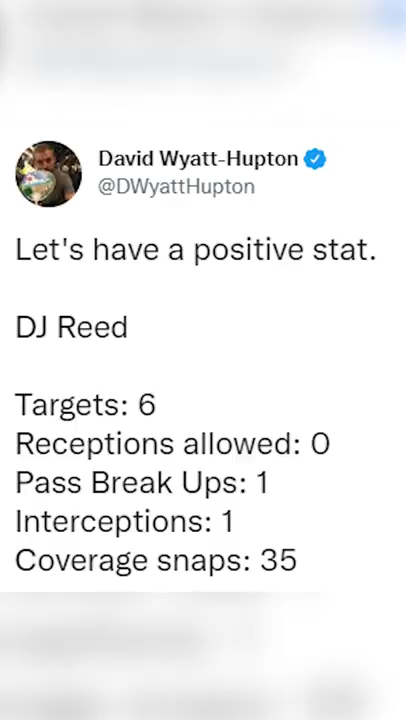 David Wyatt-Hupton
@DWyattHupton
Let's have a positive stat.
DJ Reed
Targets: 6
Receptions allowed: 0
Pass Break Ups: 1
Interceptions: 1
Coverage snaps: 35